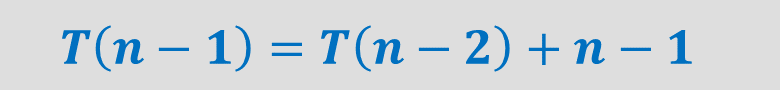 T(n − 1) = T(n − 2) + n − 1